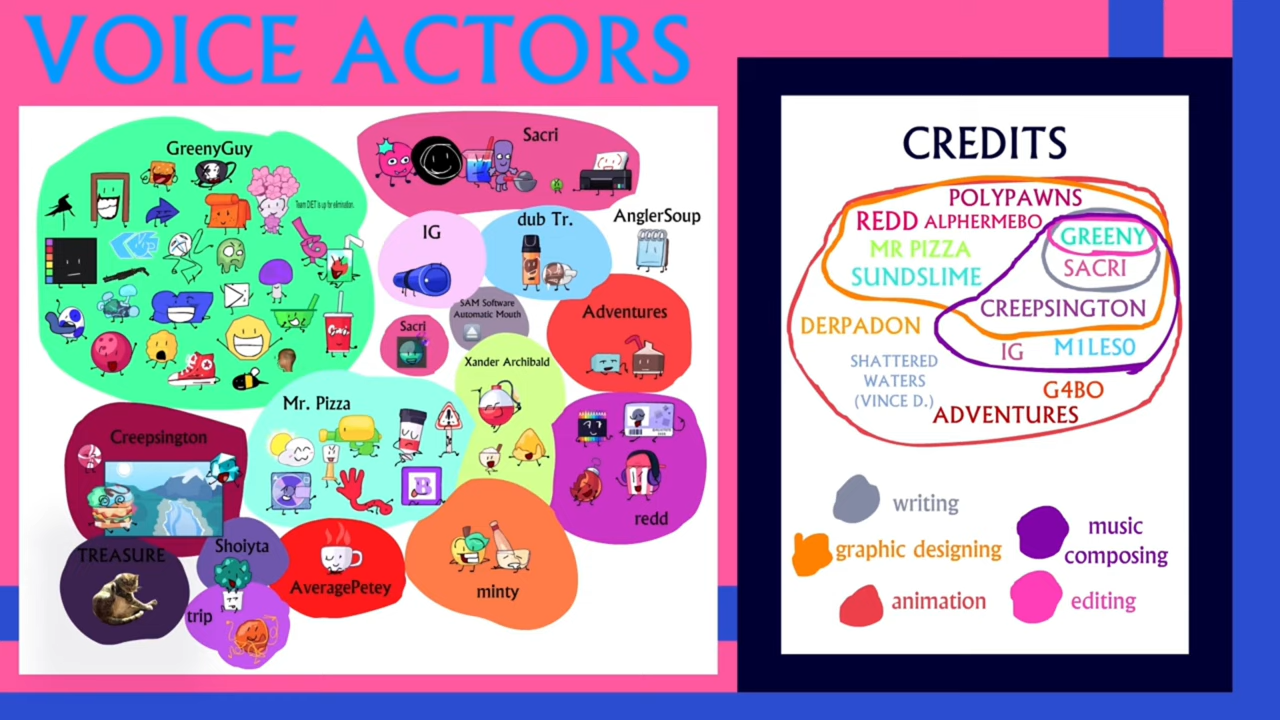 VOICE ACTORS
GreenyGuy
Team DET is up for elimination.
Sacri
IG
dub Tr.
AnglerSoup
SAM Software
Automatic Mouth
Sacri
Adventures
Xander Archibald
Mr. Pizza
Creepsington
B
redd
TREASURE
Shoiyta
trip
AveragePetey
minty
CREDITS
POLYPAWNS
REDD ALPHERMEBO
MR PIZZA
GREENY
SUNDSLIME
SACRI
CREEPSINGTON
DERPADON
IG
M1LES0
SHATTERED
WATERS
(VINCE D.)
G4BO
ADVENTURES
writing
graphic designing
music
composing
animation
editing